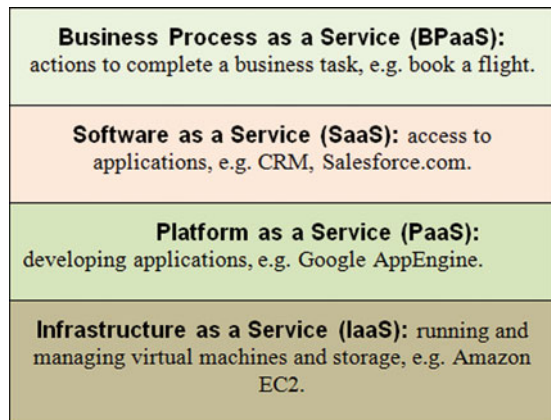 Business Process as a Service (BPaaS):
actions to complete a business task, e.g. book a flight.
Software as a Service (SaaS): access to
applications, e.g. CRM, Salesforce.com.
Platform as a Service (PaaS):
developing applications, e.g. Google AppEngine.
Infrastructure as a Service (IaaS): running and
managing virtual machines and storage, e.g. Amazon
EC2.